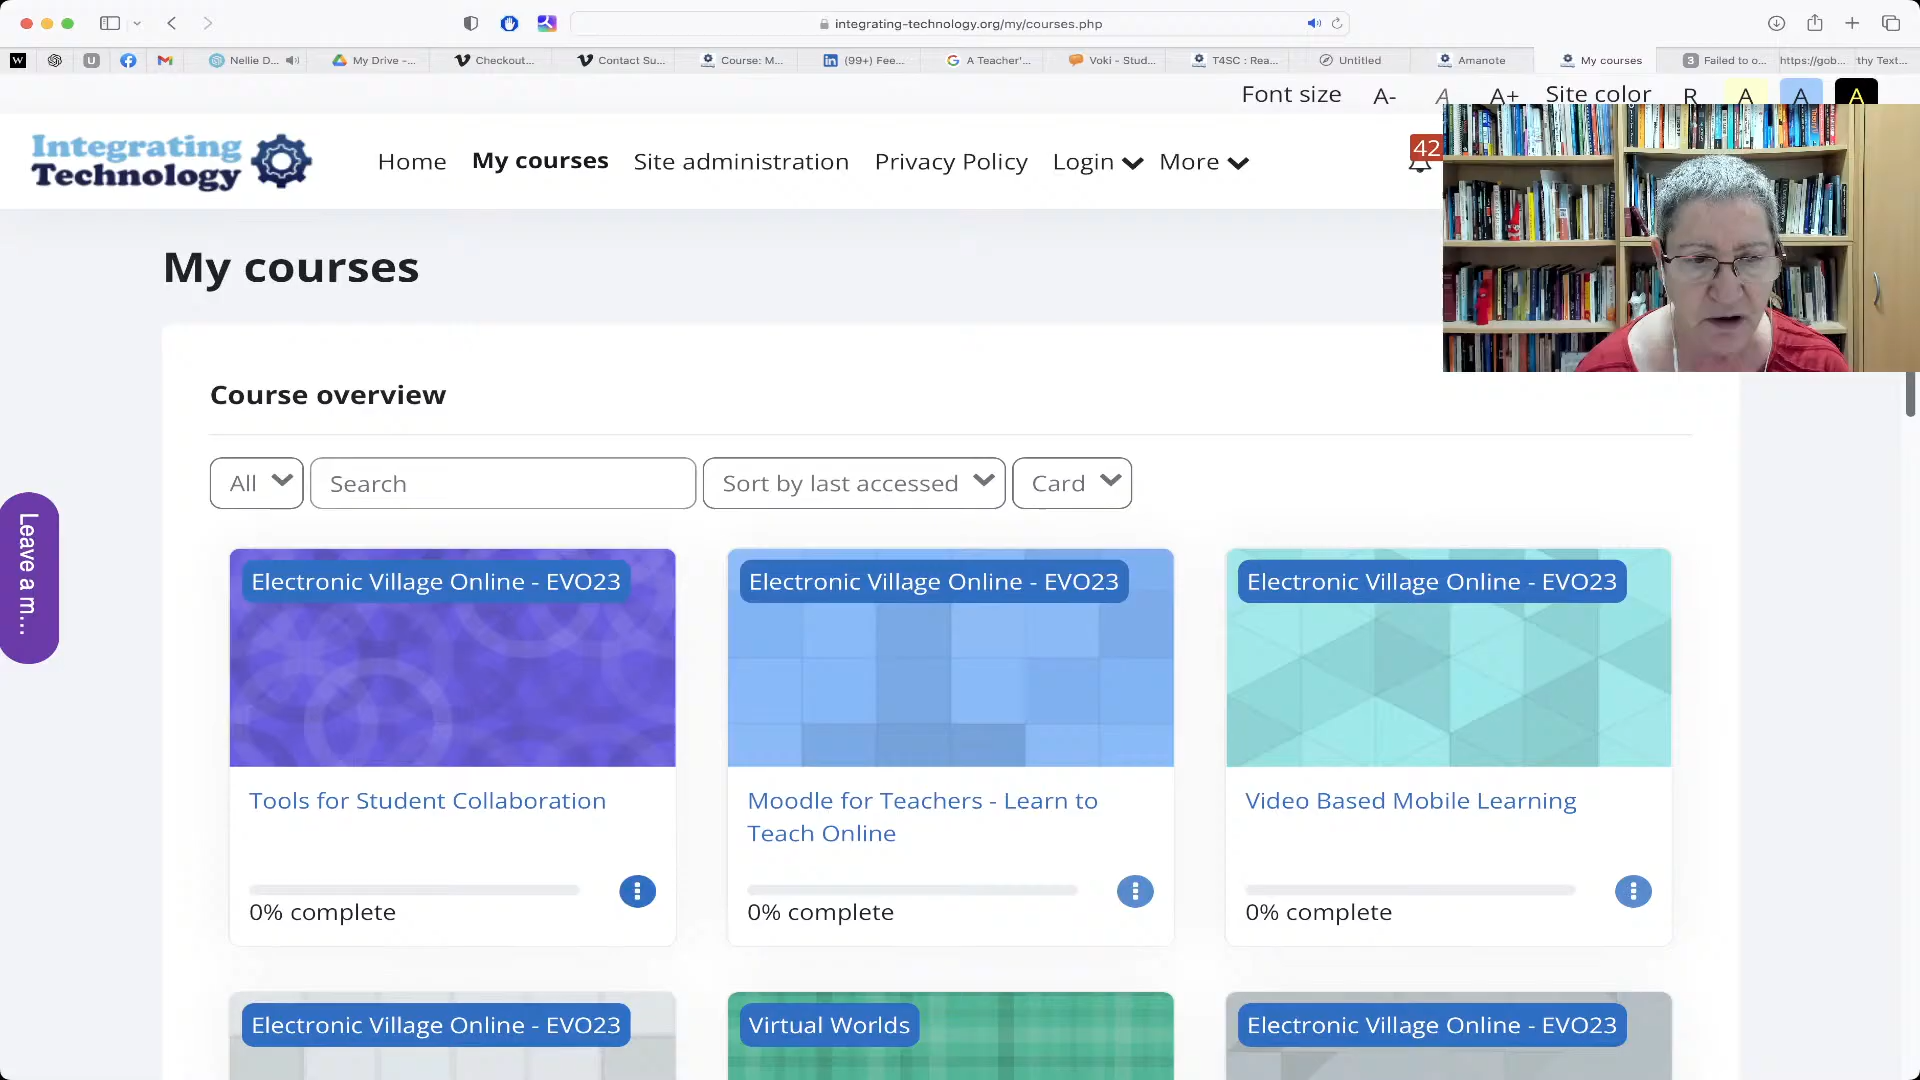 integrating-technology.org/my/courses.php
W
U
Nellie D...
My Drive –...
Checkout...
Contact Su...
Course: M...
in
(99+) Fee...
G
A Teacher'...
Voki - Stud...
T4SC : Rea...
Untitled
Amanote
My courses
3
Failed to o...
https://gob...
thy Text...
Font size
A-
A
A+
Site color
R
A
A
A
Integrating
Technology
Home
My courses
Site administration
Privacy Policy
Login
More
42
My courses
Course overview
All
Search
Sort by last accessed
Card
Leave a m...
Electronic Village Online - EVO23
Electronic Village Online - EVO23
Electronic Village Online - EVO23
Tools for Student Collaboration
Moodle for Teachers - Learn to
Teach Online
Video Based Mobile Learning
0% complete
0% complete
0% complete
Electronic Village Online - EVO23
Virtual Worlds
Electronic Village Online - EVO23